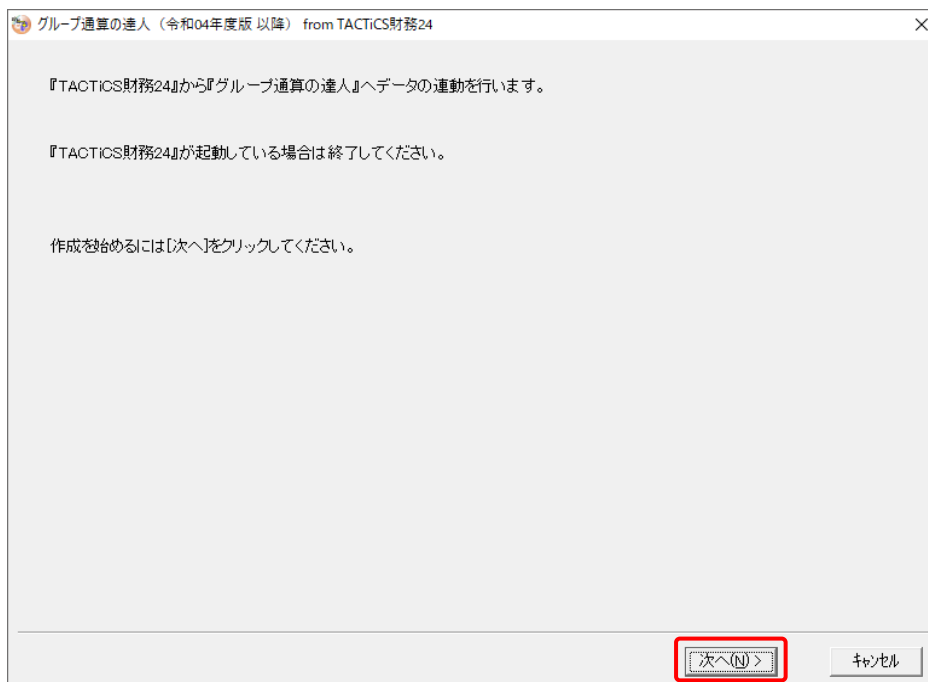 グループ通算の達人（令和04年度版 以降） from TACTiCS財務24
『TACTiCS財務24』から『グループ通算の達人』へデータの連動を行います。
『TACTiCS財務24』が起動している場合は終了してください。
作成を始めるには[次へ]をクリックしてください。
次へ(N) >
キャンセル